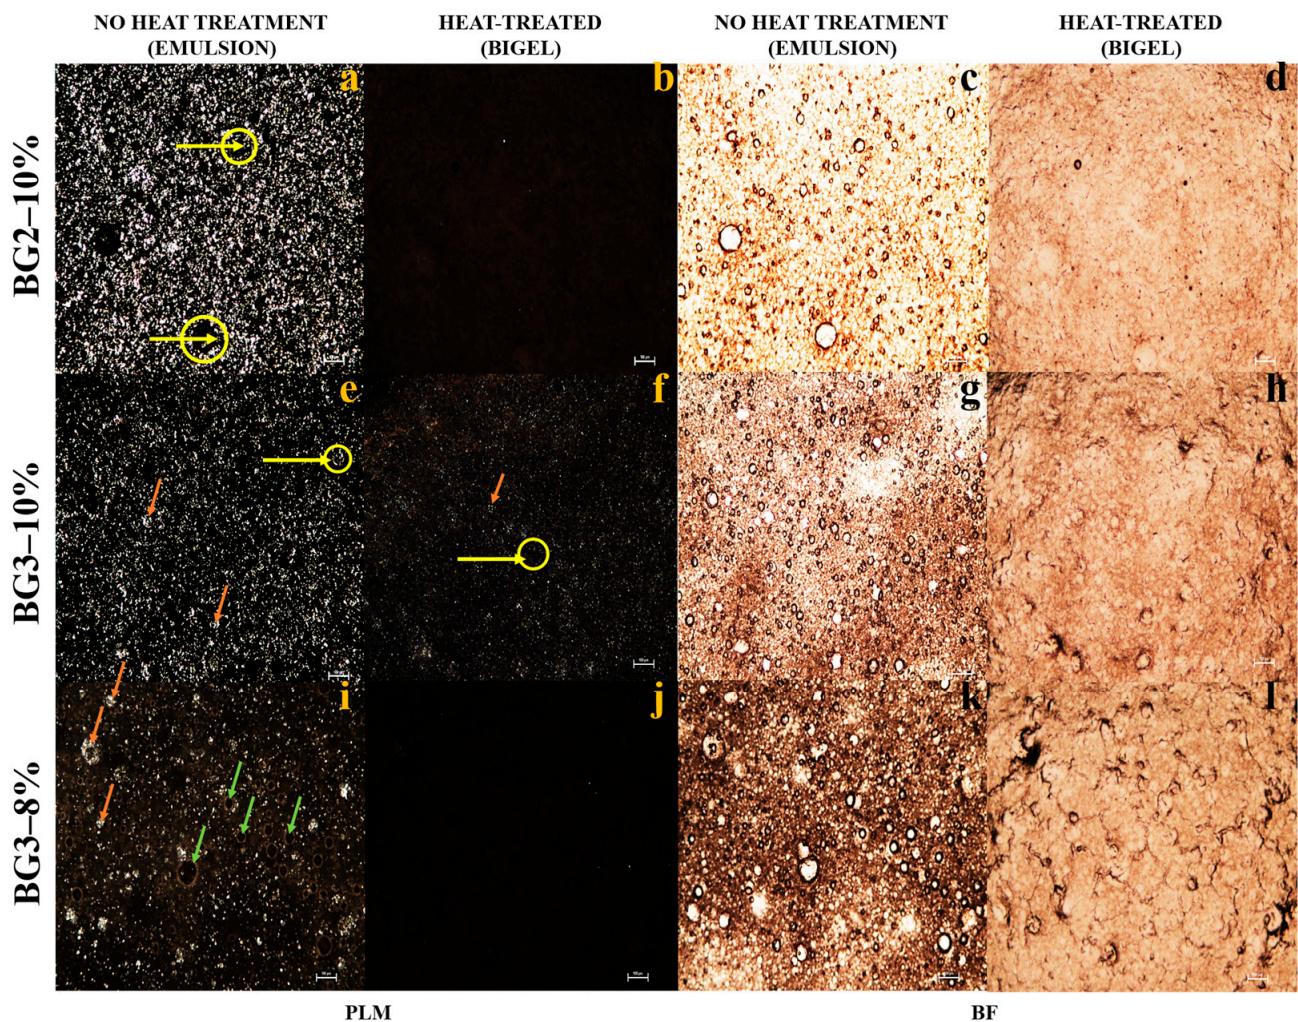 NO HEAT TREATMENT
(EMULSION)
HEAT-TREATED
(BIGEL)
NO HEAT TREATMENT
(EMULSION)
HEAT-TREATED
(BIGEL)
BG2–10%
a
b
c
d
BG3–10%
e
f
g
h
BG3–8%
i
j
k
l
PLM
BF